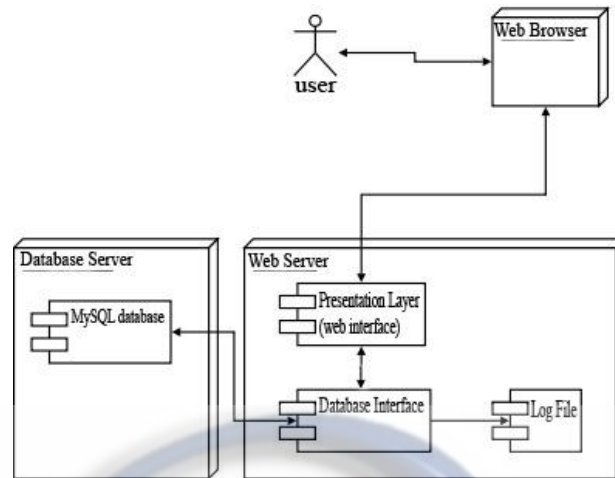 Web Browser
user
Database Server
MySQL database
Web Server
Presentation Layer
(web interface)
Database Interface
Log File